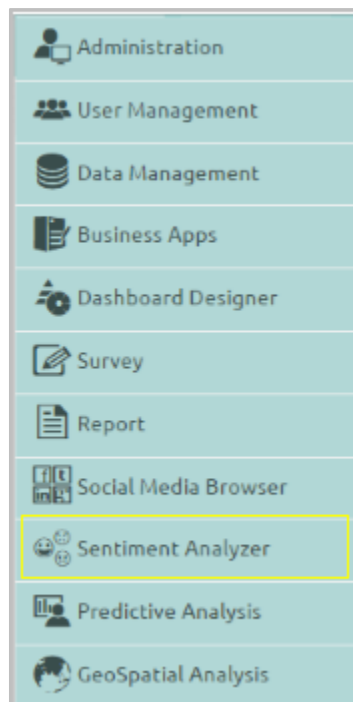 Administration
User Management
Data Management
Business Apps
Dashboard Designer
Survey
Report
Social Media Browser
Sentiment Analyzer
Predictive Analysis
GeoSpatial Analysis